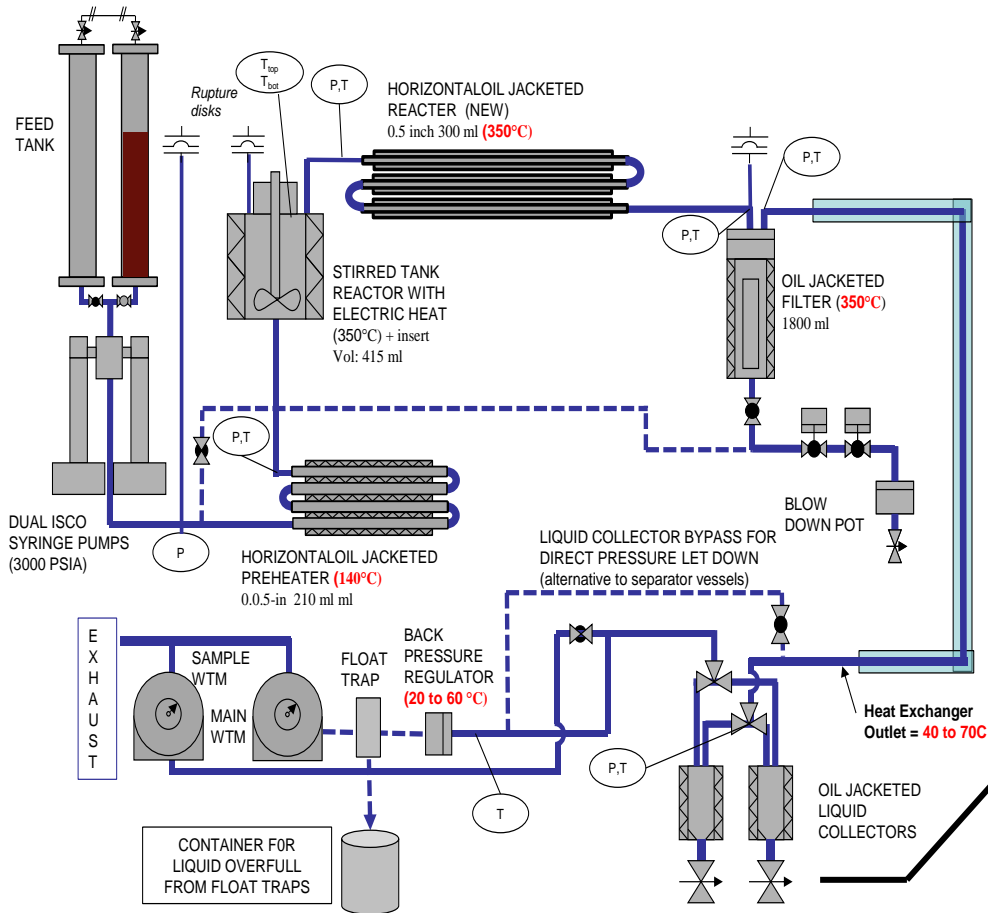 FEED
TANK
Rupture
disks
T top
T bot
P,T
HORIZONTALOIL JACKETED
REACTER (NEW)
0.5 inch 300 ml (350°C)
P,T
P,T
STIRRED TANK
REACTOR WITH
ELECTRIC HEAT
(350°C) + insert
Vol: 415 ml
OIL JACKETED
FILTER (350°C)
1800 ml
P,T
DUAL ISCO
SYRINGE PUMPS
(3000 PSIA)
P
HORIZONTALOIL JACKETED
PREHEATER (140°C)
0.0.5-in 210 ml ml
BLOW
DOWN POT
LIQUID COLLECTOR BYPASS FOR
DIRECT PRESSURE LET DOWN
(alternative to separator vessels)
EXHAUST
SAMPLE
WTM
MAIN
WTM
FLOAT
TRAP
BACK
PRESSURE
REGULATOR
(20 to 60 °C)
Heat Exchanger
Outlet = 40 to 70C
P,T
T
OIL JACKETED
LIQUID
COLLECTORS
CONTAINER F0R
LIQUID OVERFULL
FROM FLOAT TRAPS